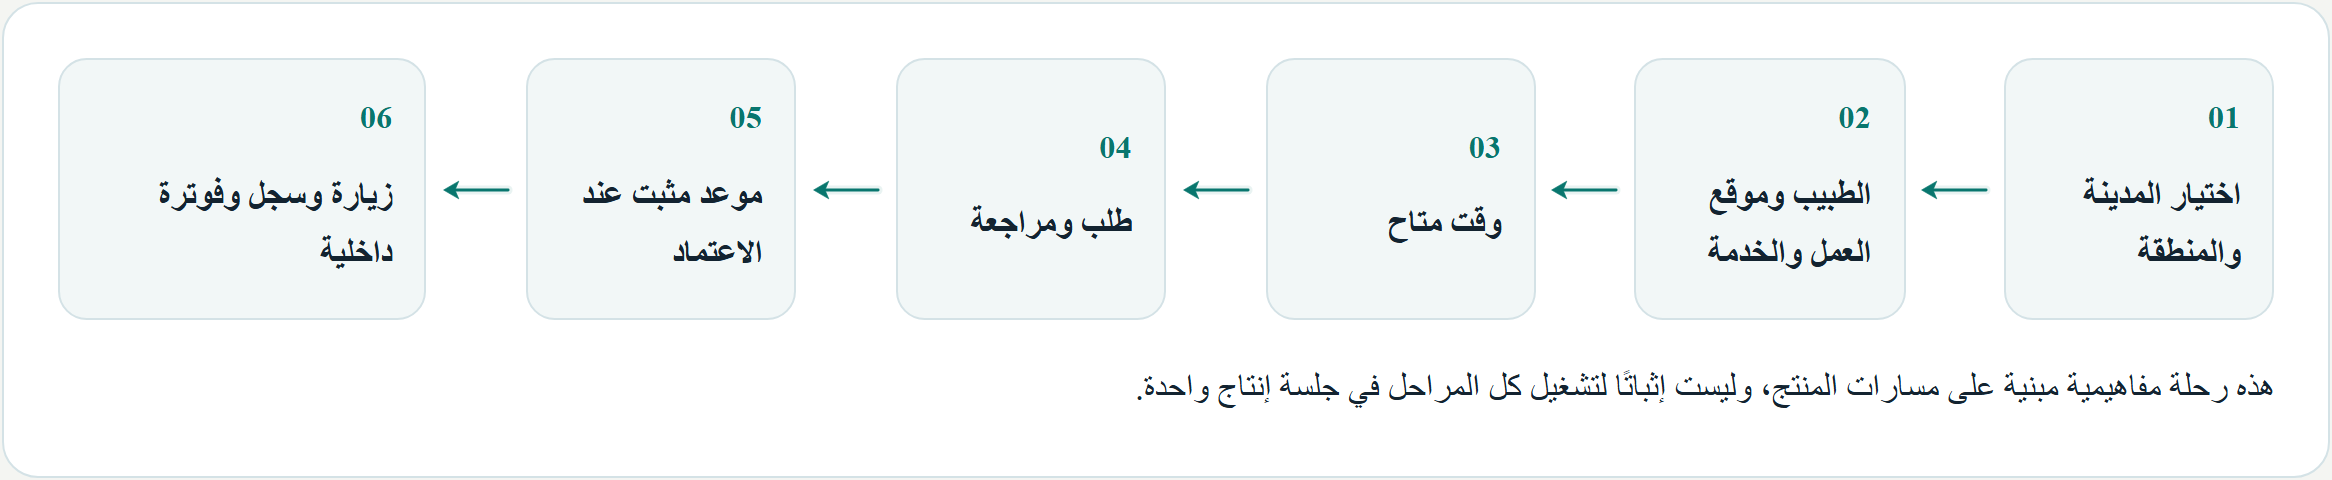 01
اختيار المدينة
والمنطقة
02
الطبيب وموقع
العمل والخدمة
03
وقت متاح
04
طلب ومراجعة
05
موعد مثبت عند
الاعتماد
06
زيارة وسجل وفوترة
داخلية
هذه رحلة مفاهيمية مبنية على مسارات المنتج، وليست إثباتًا لتشغيل كل المراحل في جلسة إنتاج واحدة.